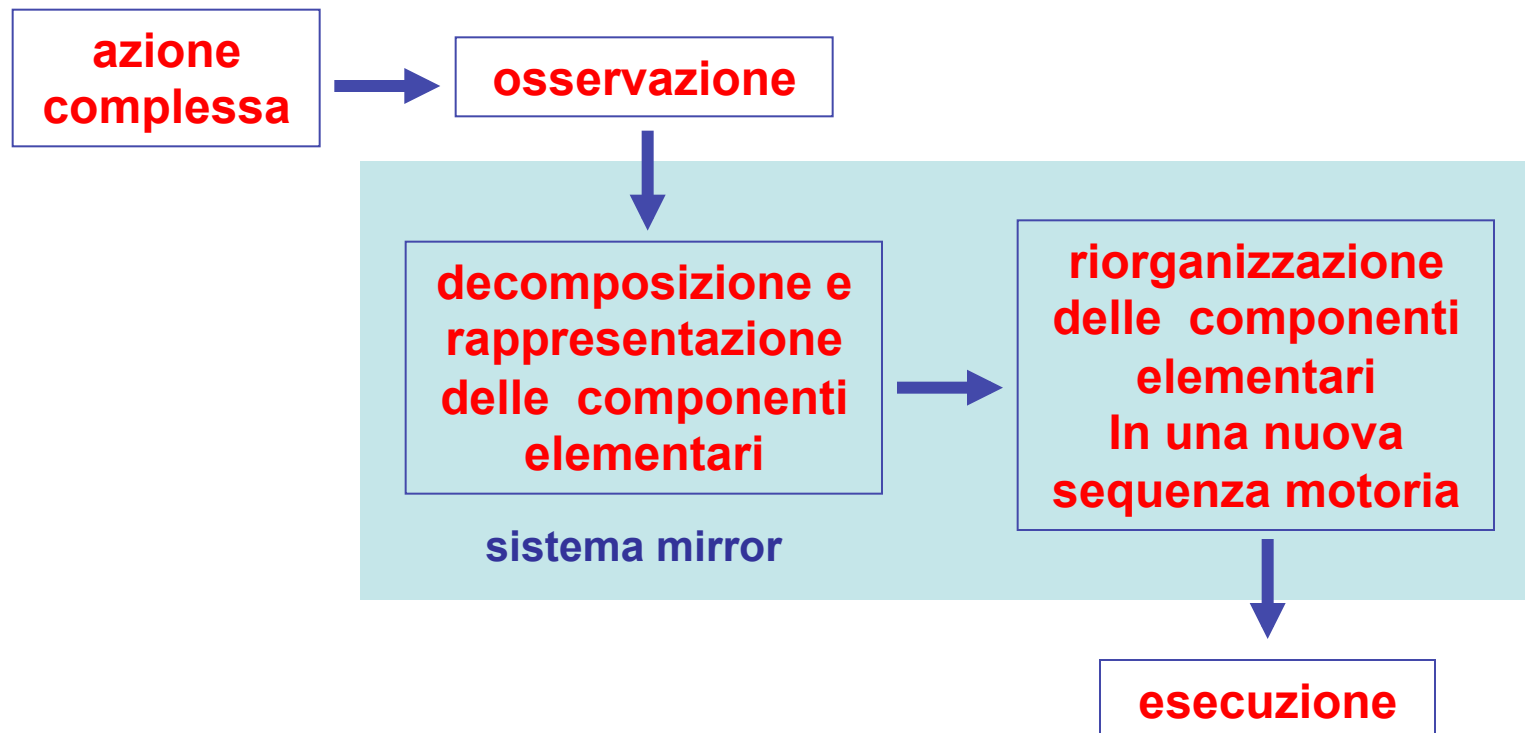 azione
complessa
osservazione
decomposizione e
rappresentazione
delle componenti
elementari
sistema mirror
riorganizzazione
delle componenti
elementari
In una nuova
sequenza motoria
esecuzione